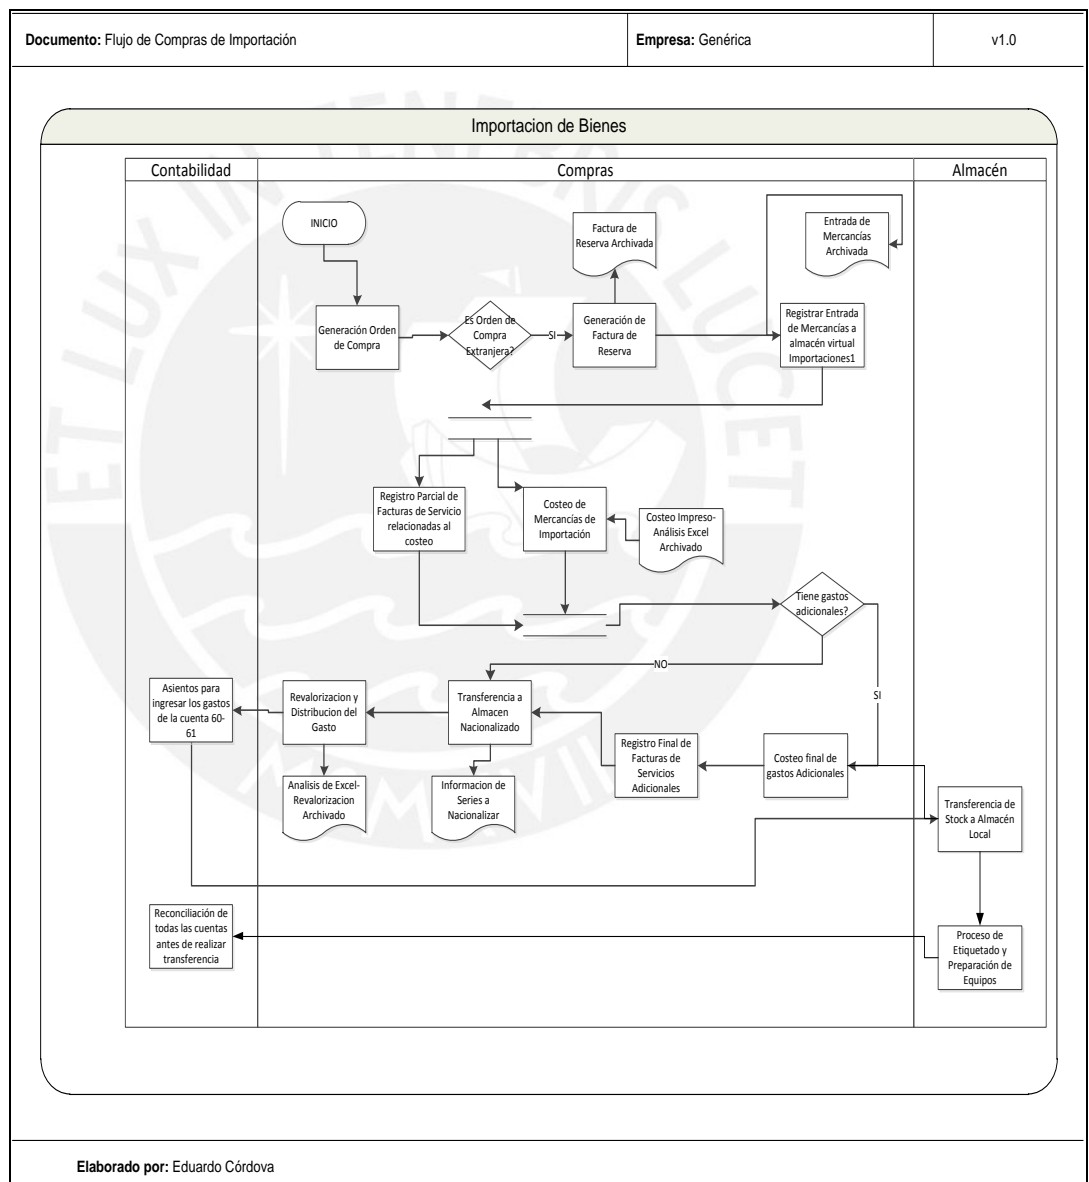 Documento: Flujo de Compras de Importación
Empresa: Genérica
v1.0
Importacion de Bienes
Contabilidad
Compras
Almacén
INICIO
Factura de
Reserva Archivada
Entrada de
Mercancías
Archivada
Generación Orden
de Compra
Es Orden de
Compra
Extranjera?
SI
Generación de
Factura de
Reserva
Registrar Entrada
de Mercancías a
almacén virtual
Importaciones1
Registro Parcial de
Facturas de Servicio
relacionadas al
costeo
Costeo de
Mercancías de
Importación
Costeo Impreso-
Análisis Excel
Archivado
Tiene gastos
adicionales?
NO
SI
Asientos para
ingresar los gastos
de la cuenta 60-
61
Revalorizacion y
Distribucion del
Gasto
Transferencia a
Almacen
Nacionalizado
Registro Final de
Facturas de
Servicios
Adicionales
Costeo final de
gastos Adicionales
Analisis de Excel-
Revalorizacion
Archivado
Informacion de
Series a
Nacionalizar
Transferencia de
Stock a Almacén
Local
Reconciliación de
todas las cuentas
antes de realizar
transferencia
Proceso de
Etiquetado y
Preparación de
Equipos
ET LUX IN TENEBRIS LUCET
Elaborado por: Eduardo Córdova